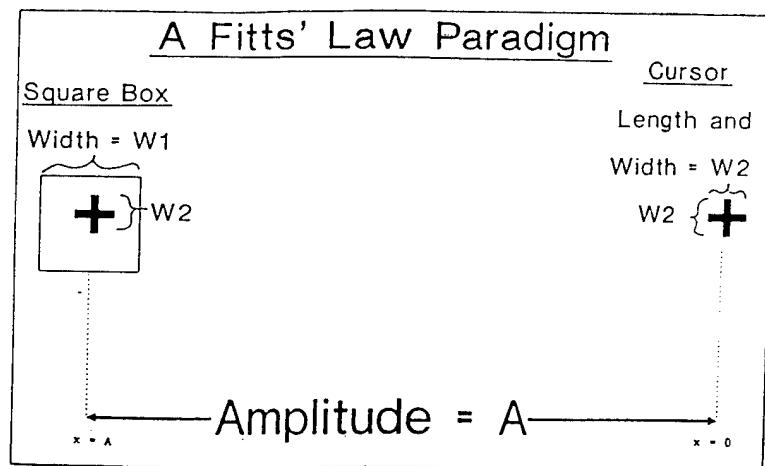 A Fitts' Law Paradigm
Square Box
Width = W1
W2
Cursor
Length and
Width = W2
W2
Amplitude = A
x = A
x = 0